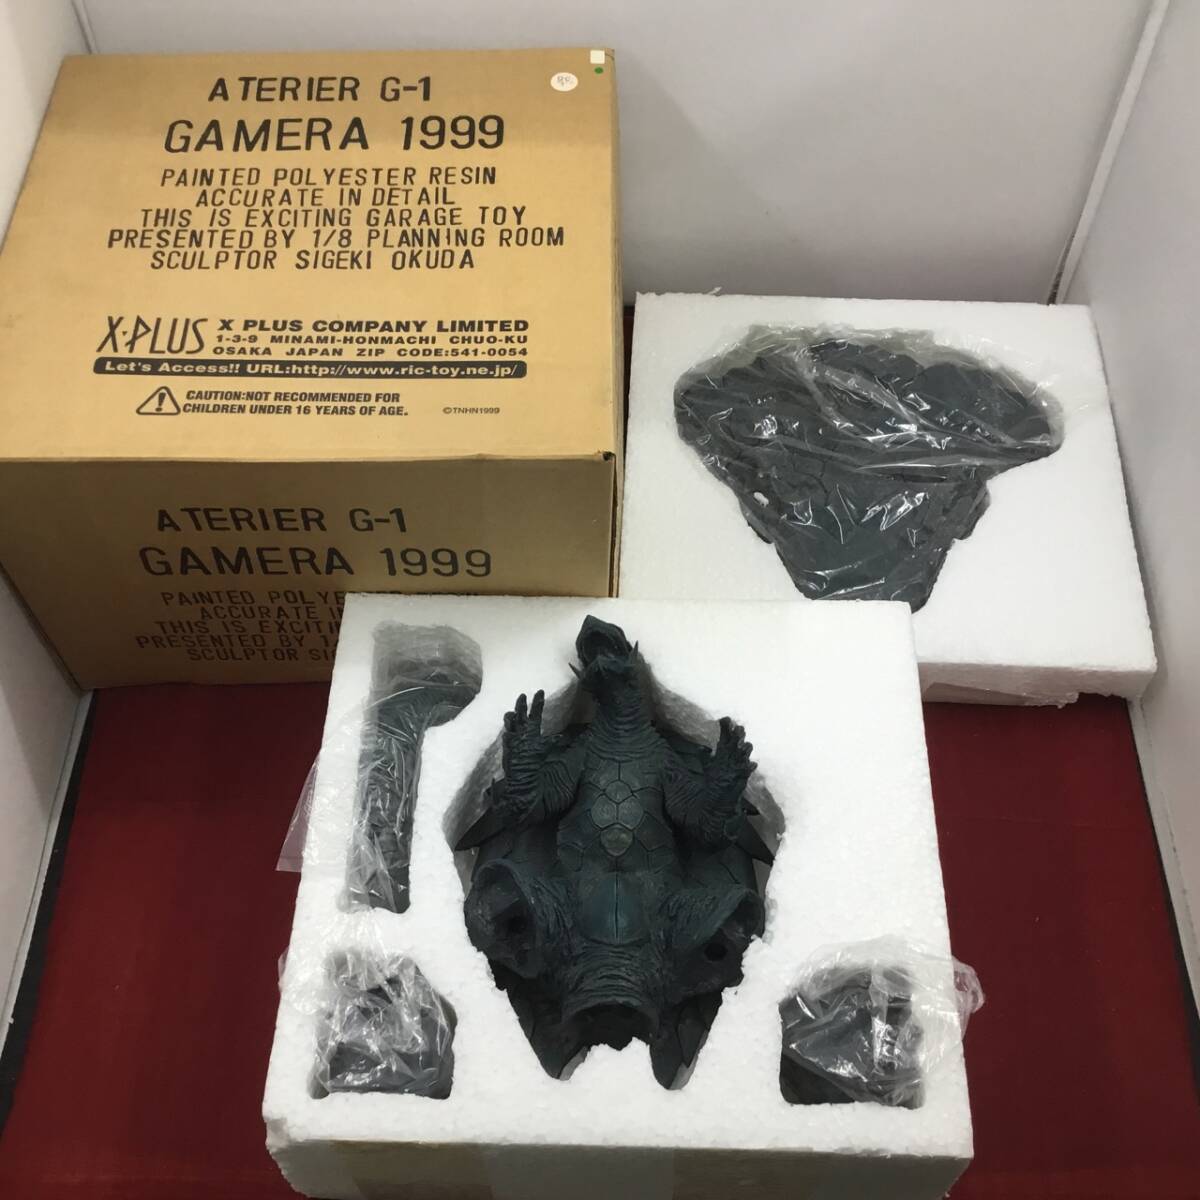 ATERIER G-1
GAMERA 1999
PAINTED POLYESTER RESIN
ACCURATE IN DETAIL
THIS IS EXCITING GARAGE TOY
PRESENTED BY 1/8 PLANNING ROOM
SCULPTOR SIGEKI OKUDA
X·PLUS X PLUS COMPANY LIMITED
1-3-9 MINAMI-HONMACHI CHUO-KU
OSAKA JAPAN ZIP CODE:541-0054
Let's Access!! URL:http://www.ric-toy.ne.jp/
CAUTION:NOT RECOMMENDED FOR
CHILDREN UNDER 16 YEARS OF AGE.
©TNHN1999
ATERIER G-1
GAMERA 1999
PAINTED POLYE
ACCURATE I
THIS IS EXCITI
PRESENTED BY 1
SCULPTOR SIG